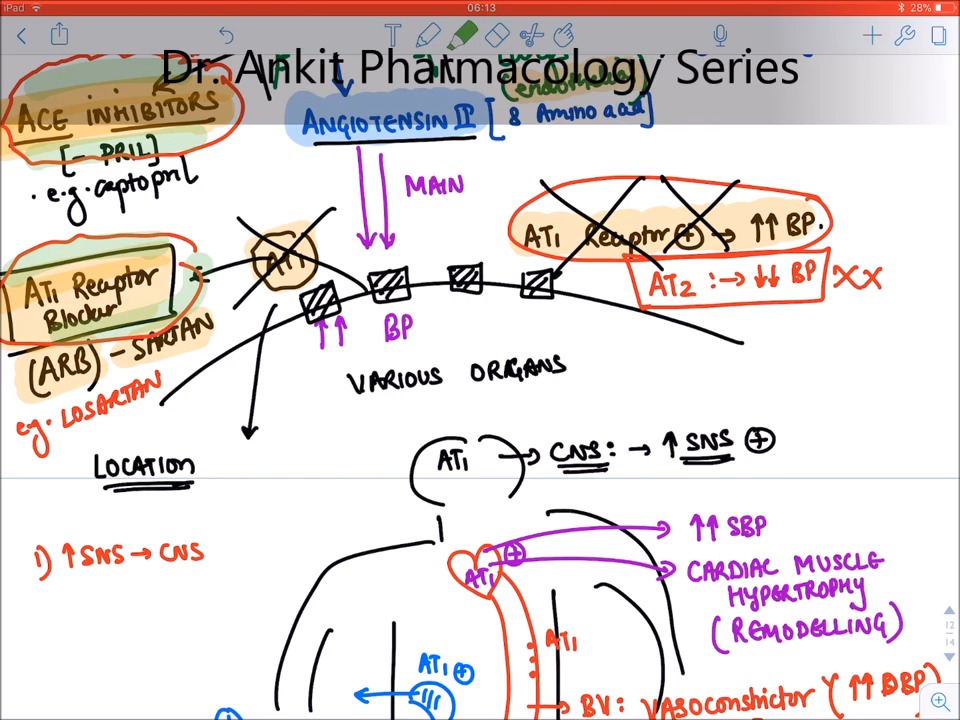 iPad
06:13
28%
Dr. Ankit Pharmacology Series
ACE INHIBITORS
[- PRIL]
. e.g. captopril
ANGIOTENSIN II
[8 Amino acid]
MAIN
AT1 Receptor ⊕ → ↑↑ BP.
AT2 :→ ↓↓ BP XX
AT1
AT1 Receptor
Blocker
(ARB) - SARTAN
e.g. LOSARTAN
↑↑ BP
VARIOUS ORGANS
LOCATION
AT1 → CNS: → ↑ SNS ⊕
1) ↑SNS → CNS
↑↑ SBP
⊕
AT1
CARDIAC MUSCLE
HYPERTROPHY
(REMODELLING)
AT1
AT1 ⊕
BV: VASOconstrictor (↑↑ DBP)
12
14